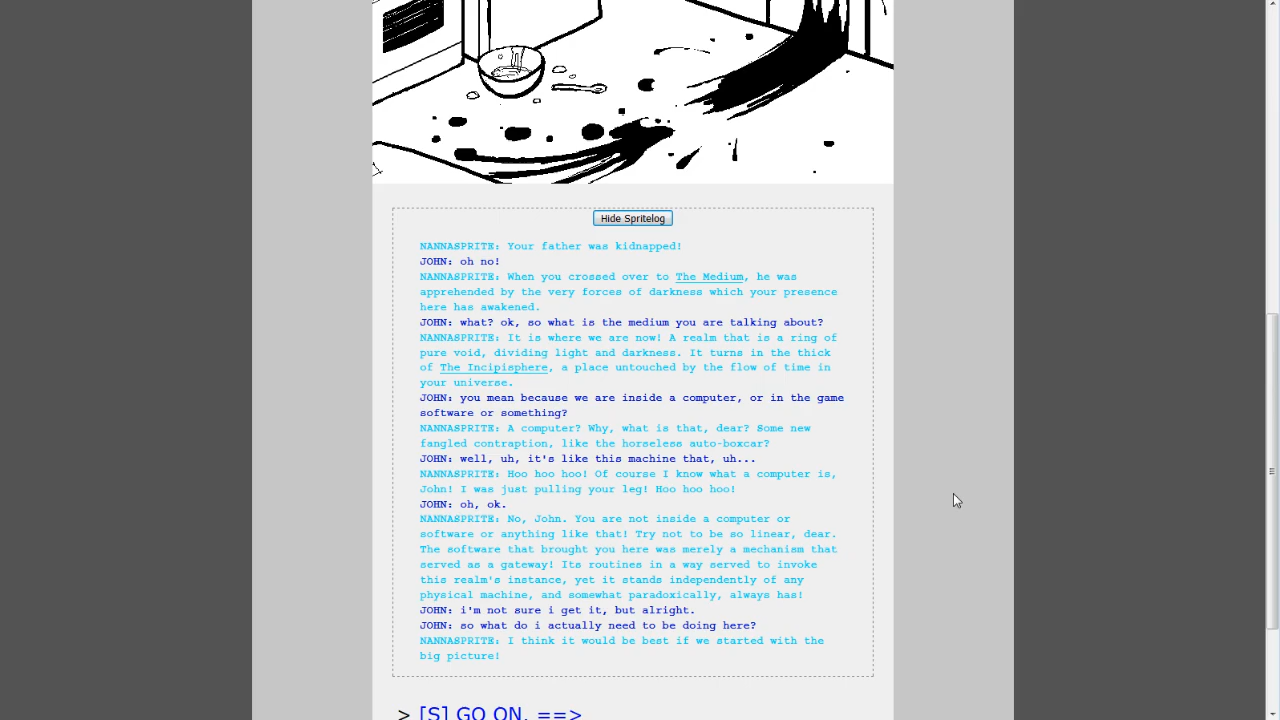 Hide Spritelog
NANNASPRITE: Your father was kidnapped!
JOHN: oh no!
NANNASPRITE: When you crossed over to The Medium, he was
apprehended by the very forces of darkness which your presence
here has awakened.
JOHN: what? ok, so what is the medium you are talking about?
NANNASPRITE: It is where we are now! A realm that is a ring of
pure void, dividing light and darkness. It turns in the thick
of The Incipisphere, a place untouched by the flow of time in
your universe.
JOHN: you mean because we are inside a computer, or in the game
software or something?
NANNASPRITE: A computer? Why, what is that, dear? Some new
fangled contraption, like the horseless auto-boxcar?
JOHN: well, uh, it's like this machine that, uh...
NANNASPRITE: Hoo hoo hoo! Of course I know what a computer is,
John! I was just pulling your leg! Hoo hoo hoo!
JOHN: oh, ok.
NANNASPRITE: No, John. You are not inside a computer or
software or anything like that! Try not to be so linear, dear.
The software that brought you here was merely a mechanism that
served as a gateway! Its routines in a way served to invoke
this realm's instance, yet it stands independently of any
physical machine, and somewhat paradoxically, always has!
JOHN: i'm not sure i get it, but alright.
JOHN: so what do i actually need to be doing here?
NANNASPRITE: I think it would be best if we started with the
big picture!
> [S] GO ON. ==>